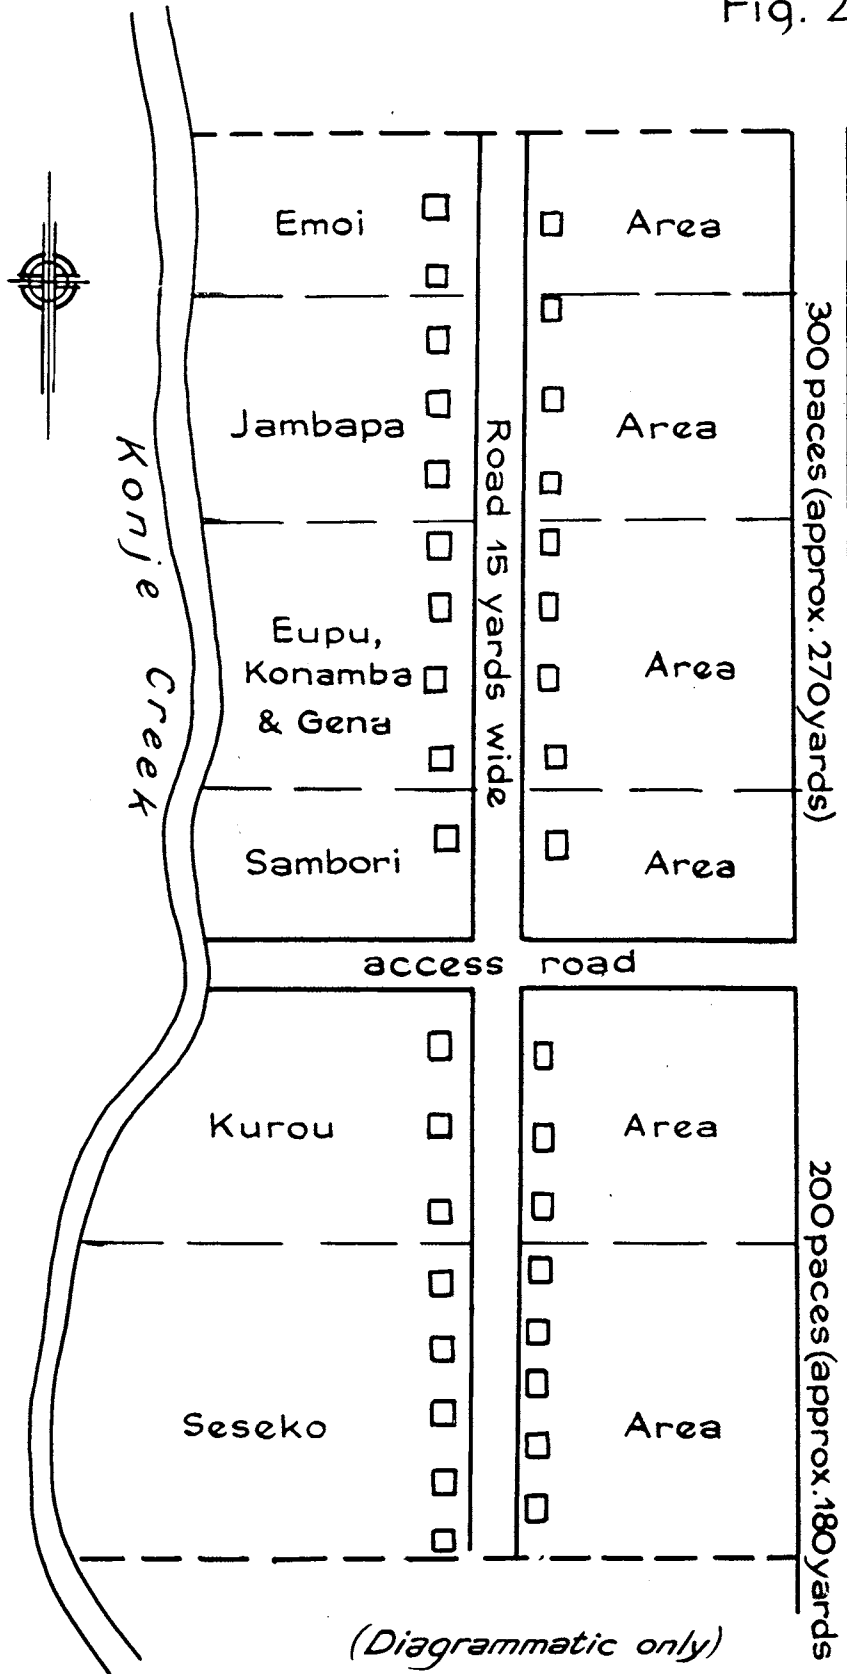 Fig. 2
Emoi Area
Jambapa Area
Eupu,
Konamba
& Gena
Area
Sambori Area
Road 15 yards wide
300 paces (approx. 270 yards)
Konje Creek
access road
Kurou Area
Seseko Area
200 paces (approx. 180 yards
(Diagrammatic only)